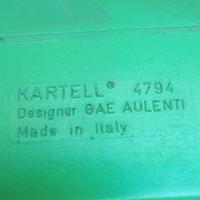 KARTELL® 4794
Designer GAE AULENTI
Made in Italy